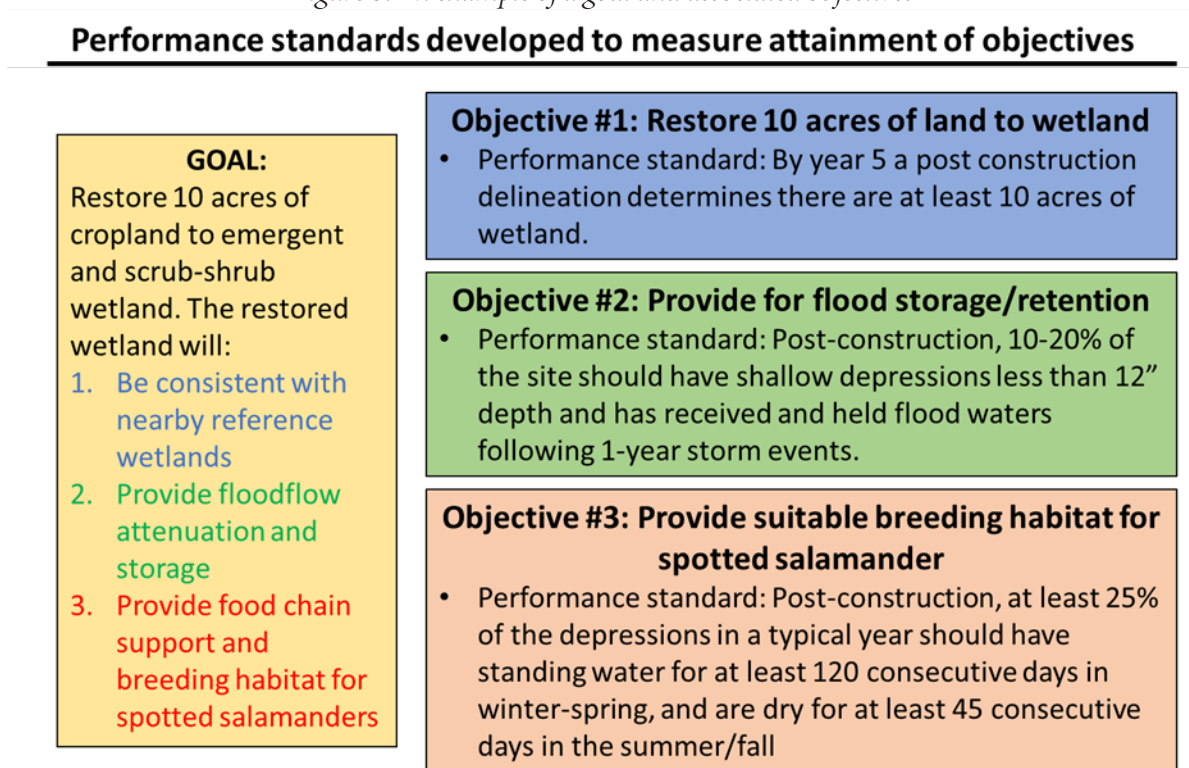 Performance standards developed to measure attainment of objectives
GOAL:
Restore 10 acres of
cropland to emergent
and scrub-shrub
wetland. The restored
wetland will:
1. Be consistent with
nearby reference
wetlands
2. Provide floodflow
attenuation and
storage
3. Provide food chain
support and
breeding habitat for
spotted salamanders
Objective #1: Restore 10 acres of land to wetland
• Performance standard: By year 5 a post construction
delineation determines there are at least 10 acres of
wetland.
Objective #2: Provide for flood storage/retention
• Performance standard: Post-construction, 10-20% of
the site should have shallow depressions less than 12”
depth and has received and held flood waters
following 1-year storm events.
Objective #3: Provide suitable breeding habitat for
spotted salamander
• Performance standard: Post-construction, at least 25%
of the depressions in a typical year should have
standing water for at least 120 consecutive days in
winter-spring, and are dry for at least 45 consecutive
days in the summer/fall